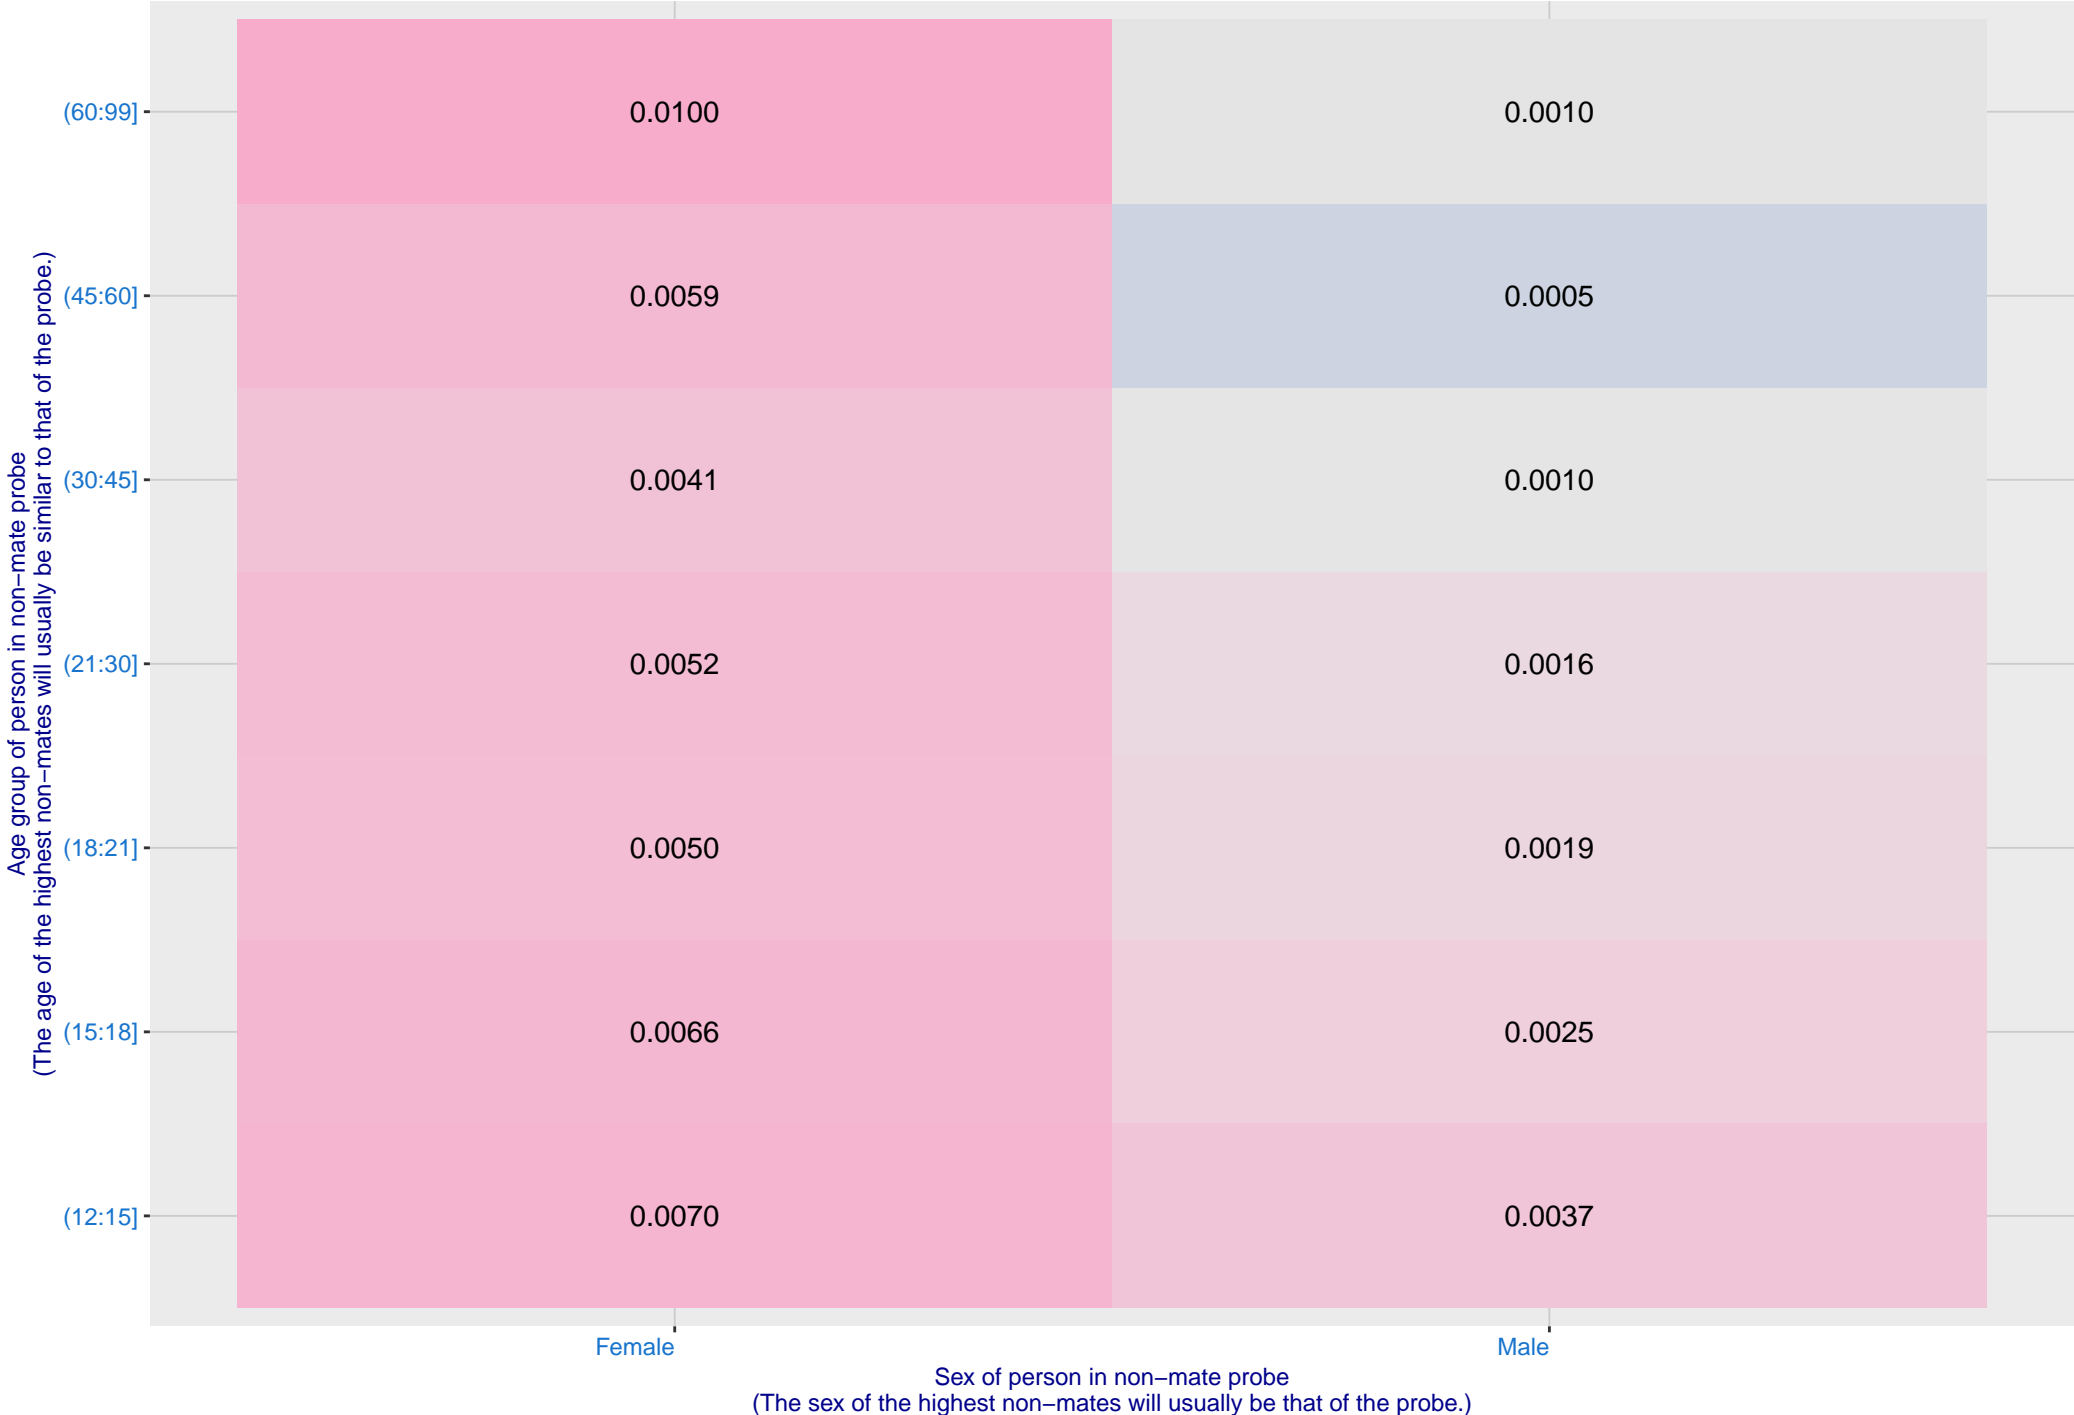 Age group of person in non−mate probe
(The age of the highest non−mates will usually be similar to that of the probe.)
(60:99] 0.0100 0.0010
(45:60] 0.0059 0.0005
(30:45] 0.0041 0.0010
(21:30] 0.0052 0.0016
(18:21] 0.0050 0.0019
(15:18] 0.0066 0.0025
(12:15] 0.0070 0.0037
Female Male
Sex of person in non−mate probe
(The sex of the highest non−mates will usually be that of the probe.)